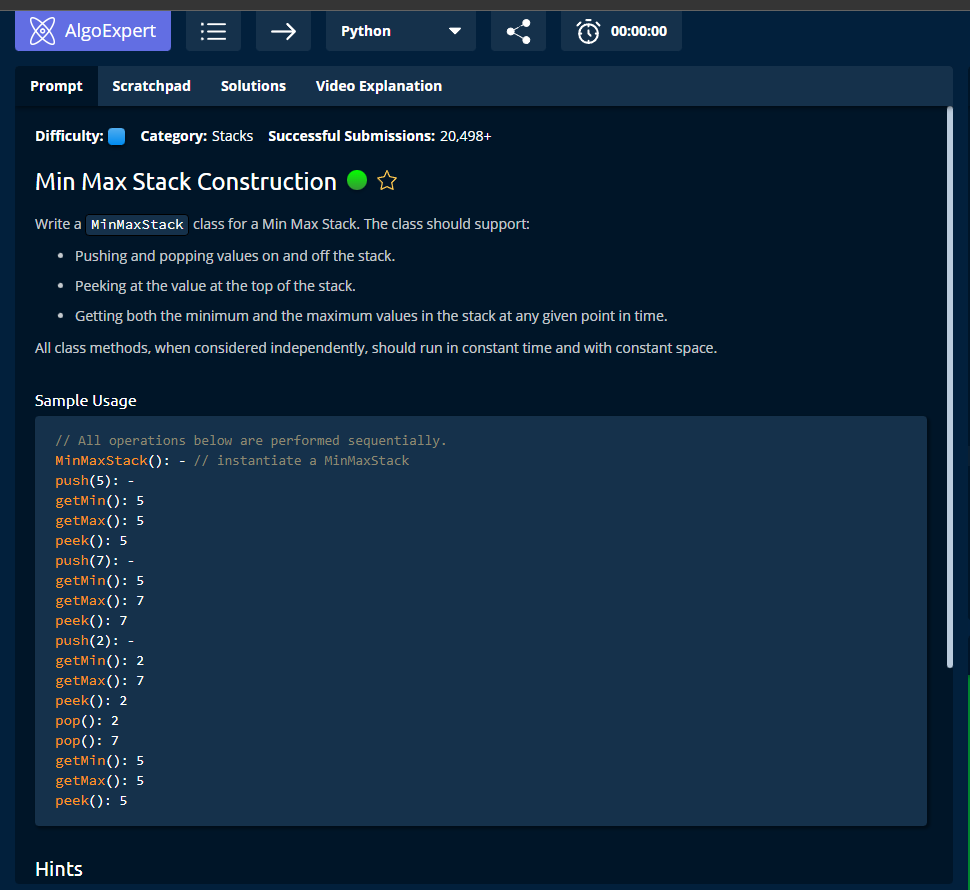 AlgoExpert
Python
00:00:00
Prompt Scratchpad Solutions Video Explanation
Difficulty: Category: Stacks Successful Submissions: 20,498+
Min Max Stack Construction
Write a MinMaxStack class for a Min Max Stack. The class should support:
• Pushing and popping values on and off the stack.
• Peeking at the value at the top of the stack.
• Getting both the minimum and the maximum values in the stack at any given point in time.
All class methods, when considered independently, should run in constant time and with constant space.
Sample Usage
// All operations below are performed sequentially.
MinMaxStack(): - // instantiate a MinMaxStack
push(5): -
getMin(): 5
getMax(): 5
peek(): 5
push(7): -
getMin(): 5
getMax(): 7
peek(): 7
push(2): -
getMin(): 2
getMax(): 7
peek(): 2
pop(): 2
pop(): 7
getMin(): 5
getMax(): 5
peek(): 5
Hints